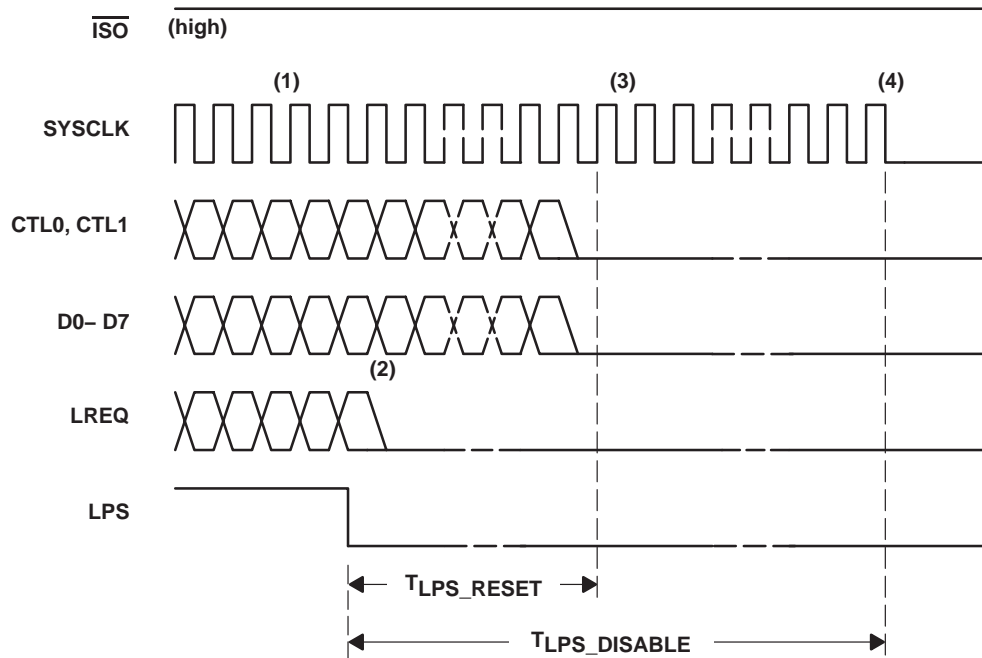 ISO
(high)
(1)
(3)
(4)
SYSCLK
CTL0, CTL1
D0– D7
(2)
LREQ
LPS
TLPS_RESET
TLPS_DISABLE